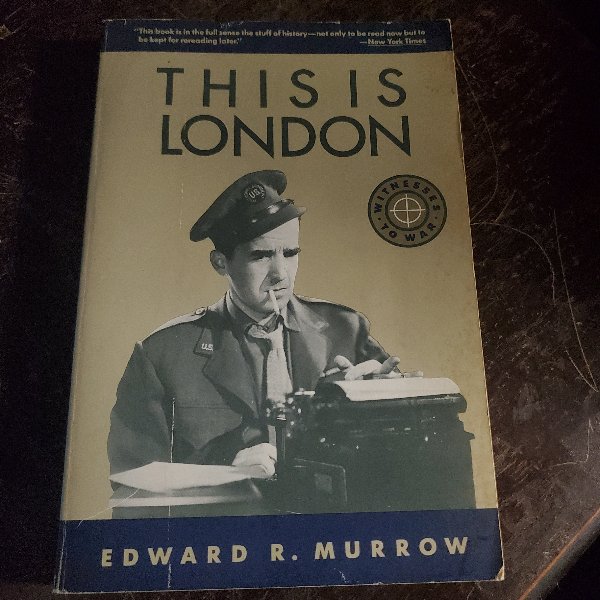 "This book is in the full sense the stuff of history—not only to be read now but to
be kept for rereading later."
—New York Times
THIS IS
LONDON
WITNESSES
TO WAR
U.S.
EDWARD R. MURROW